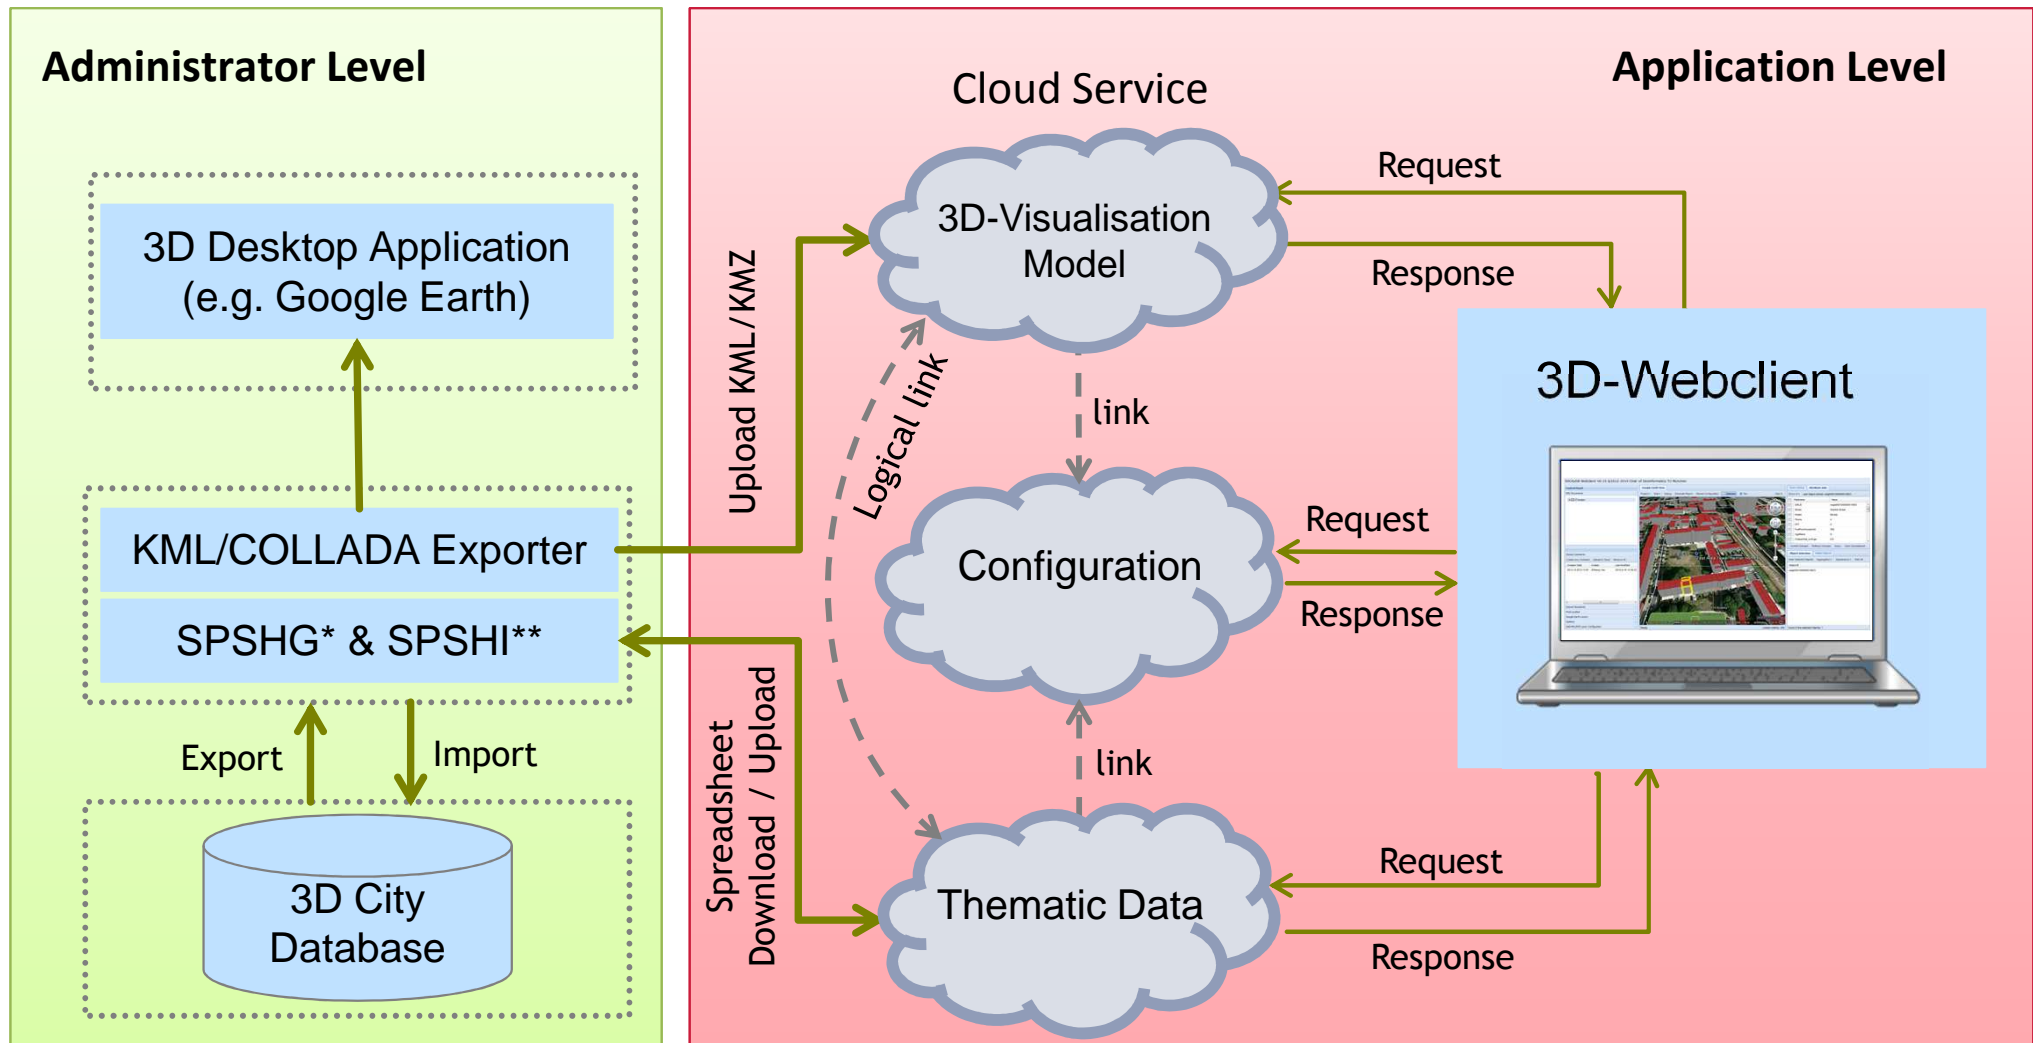 Administrator Level
3D Desktop Application
(e.g. Google Earth)
KML/COLLADA Exporter
SPSHG* & SPSHI**
Export
Import
3D City
Database
Upload KML/KMZ
Spreadsheet
Download / Upload
Application Level
Cloud Service
3D-Visualisation
Model
Logical link
link
Configuration
link
Thematic Data
Request
Response
Request
Response
Request
Response
3D-Webclient